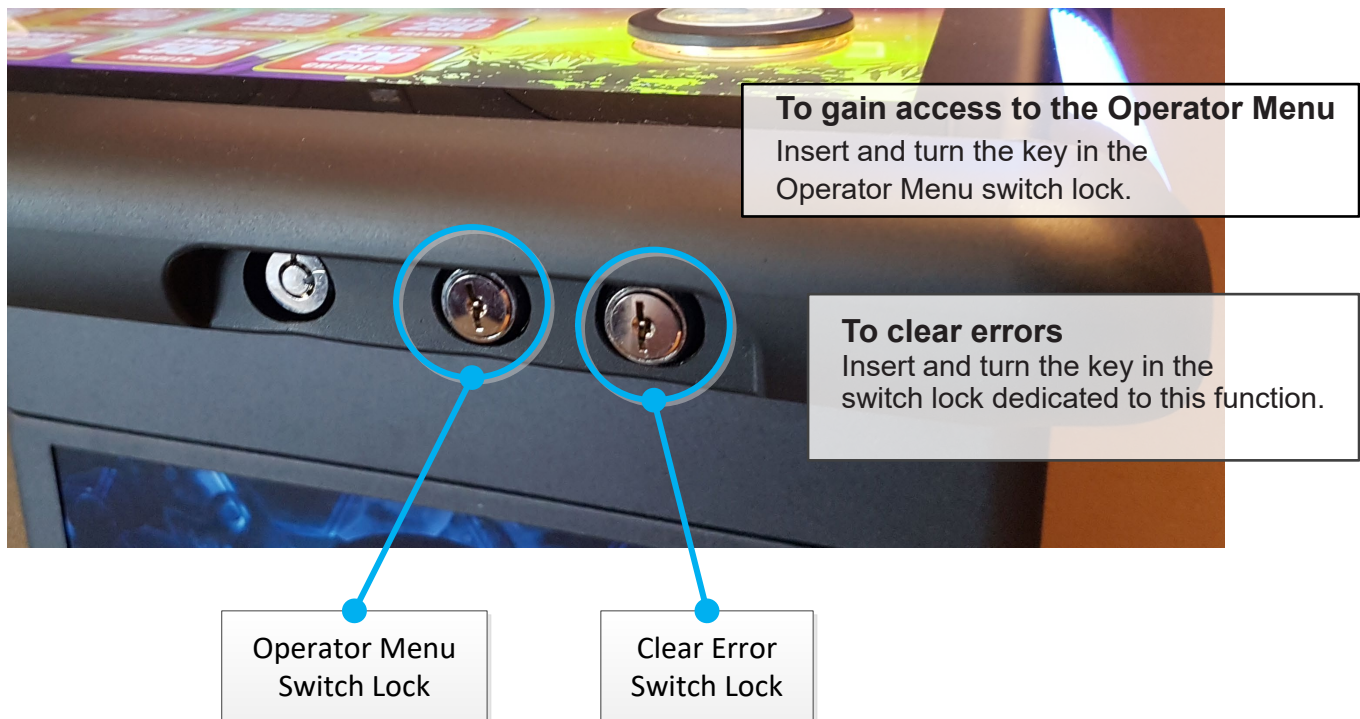 To gain access to the Operator Menu
Insert and turn the key in the
Operator Menu switch lock.
To clear errors
Insert and turn the key in the
switch lock dedicated to this function.
Operator Menu
Switch Lock
Clear Error
Switch Lock